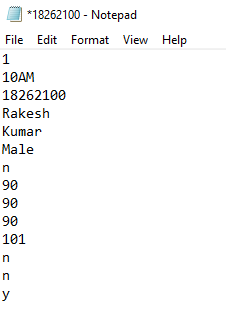 *18262100 - Notepad
File Edit Format View Help
1
10AM
18262100
Rakesh
Kumar
Male
n
90
90
90
101
n
n
y